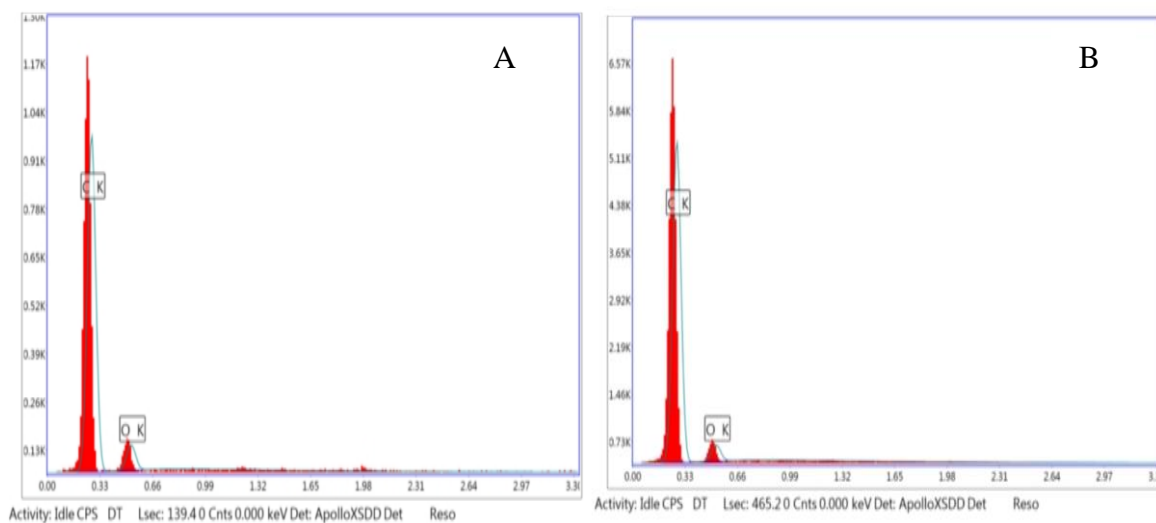 A
1.30K
1.17K
1.04K
0.91K
0.78K
0.65K
0.52K
0.39K
0.26K
0.13K
C K
O K
0.00 0.33 0.66 0.99 1.32 1.65 1.98 2.31 2.64 2.97 3.30
Activity: Idle CPS DT Lsec: 139.4 0 Cnts 0.000 keV Det: ApolloXSDD Det Reso
B
6.57K
5.84K
5.11K
4.38K
3.65K
2.92K
2.19K
1.46K
0.73K
C K
O K
0.00 0.33 0.66 0.99 1.32 1.65 1.98 2.31 2.64 2.97
Activity: Idle CPS DT Lsec: 465.2 0 Cnts 0.000 keV Det: ApolloXSDD Det Reso